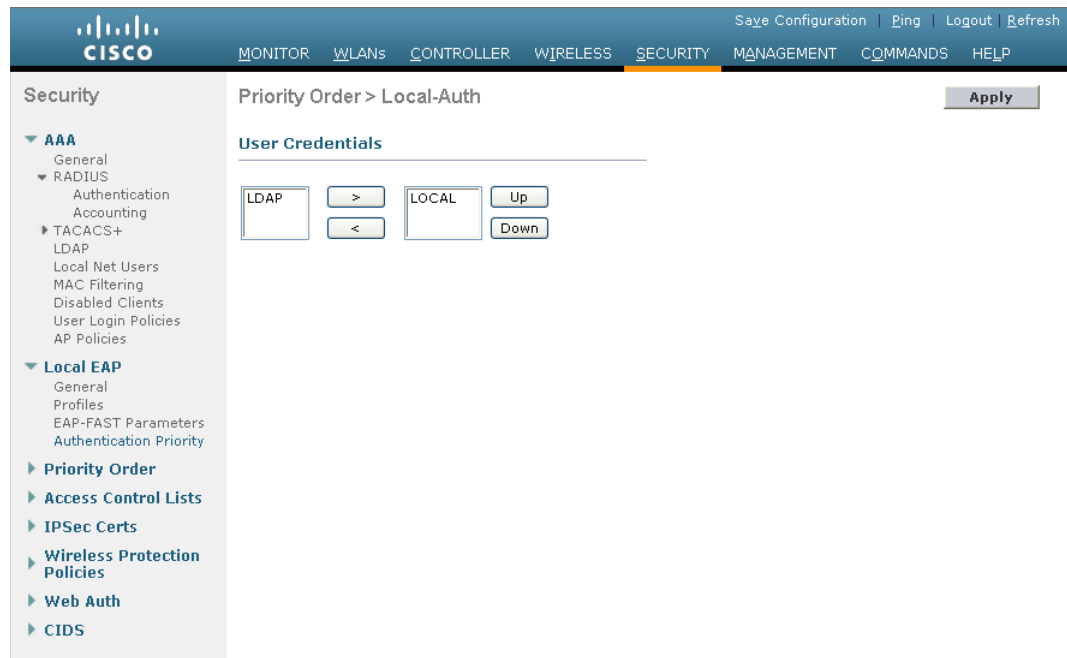 Save Configuration | Ping | Logout | Refresh
CISCO
MONITOR WLANs CONTROLLER WIRELESS SECURITY MANAGEMENT COMMANDS HELP
Security
AAA
General
RADIUS
Authentication
Accounting
TACACS+
LDAP
Local Net Users
MAC Filtering
Disabled Clients
User Login Policies
AP Policies
Local EAP
General
Profiles
EAP-FAST Parameters
Authentication Priority
Priority Order
Access Control Lists
IPSec Certs
Wireless Protection
Policies
Web Auth
CIDS
Priority Order > Local-Auth
Apply
User Credentials
LDAP > LOCAL Up
< Down